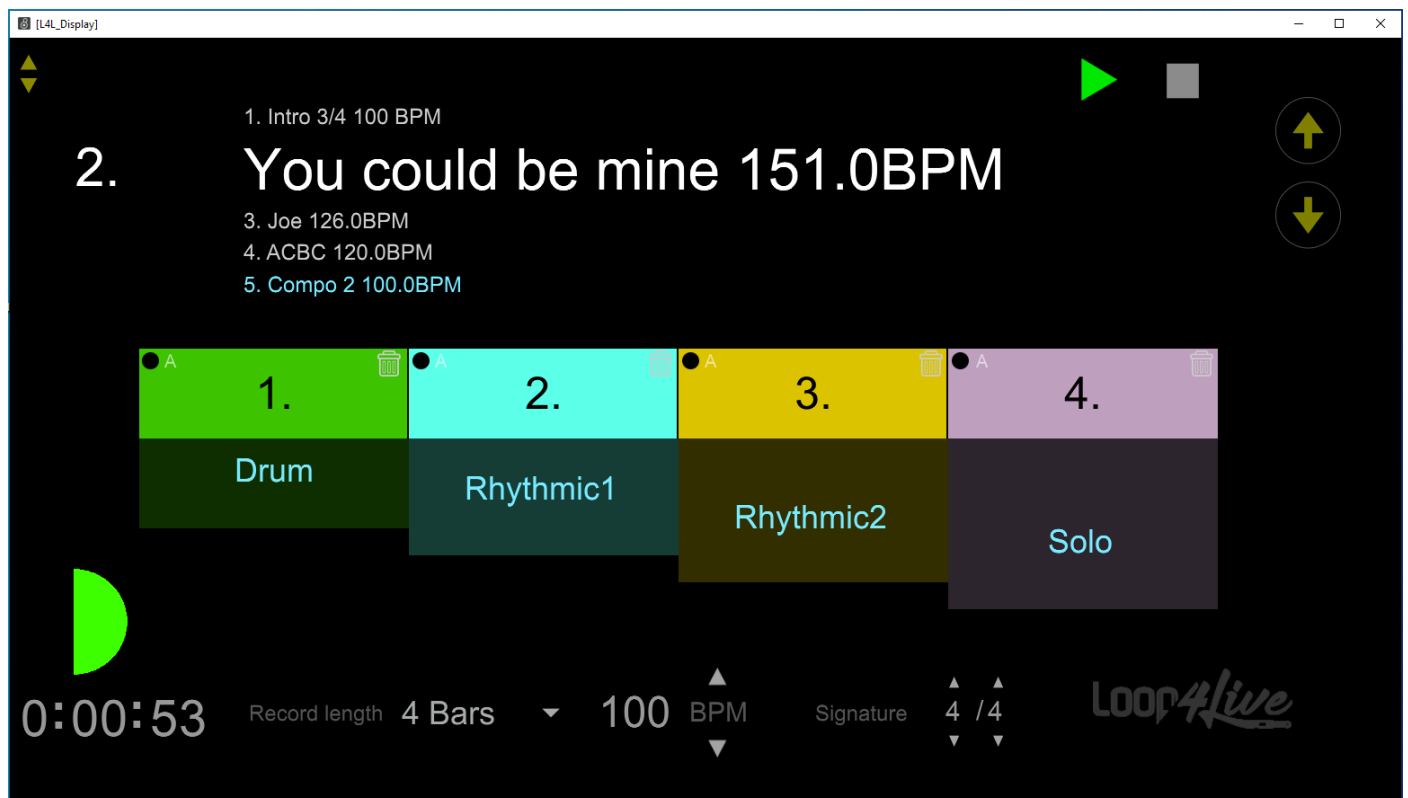 [L4L_Display]
1. Intro 3/4 100 BPM
2. You could be mine 151.0BPM
3. Joe 126.0BPM
4. ACBC 120.0BPM
5. Compo 2 100.0BPM
A A A A
1. 2. 3. 4.
Drum Rhythmic1 Rhythmic2 Solo
0:00:53 Record length 4 Bars 100 BPM Signature 4 /4 Loop4Live